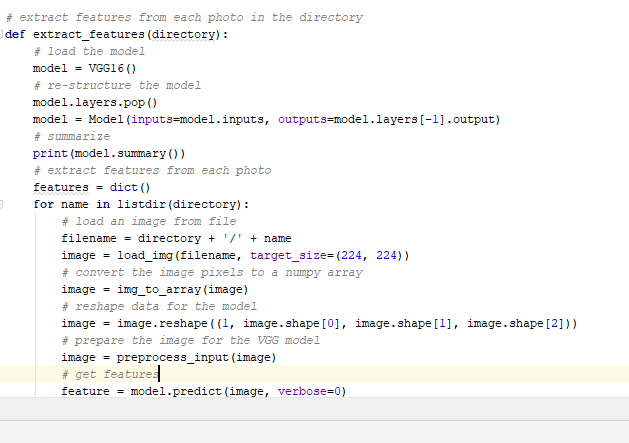 # extract features from each photo in the directory
def extract_features(directory):
# load the model
model = VGG16()
# re-structure the model
model.layers.pop()
model = Model(inputs=model.inputs, outputs=model.layers[-1].output)
# summarize
print(model.summary())
# extract features from each photo
features = dict()
for name in listdir(directory):
# load an image from file
filename = directory + '/' + name
image = load_img(filename, target_size=(224, 224))
# convert the image pixels to a numpy array
image = img_to_array(image)
# reshape data for the model
image = image.reshape((1, image.shape[0], image.shape[1], image.shape[2]))
# prepare the image for the VGG model
image = preprocess_input(image)
# get features
feature = model.predict(image, verbose=0)